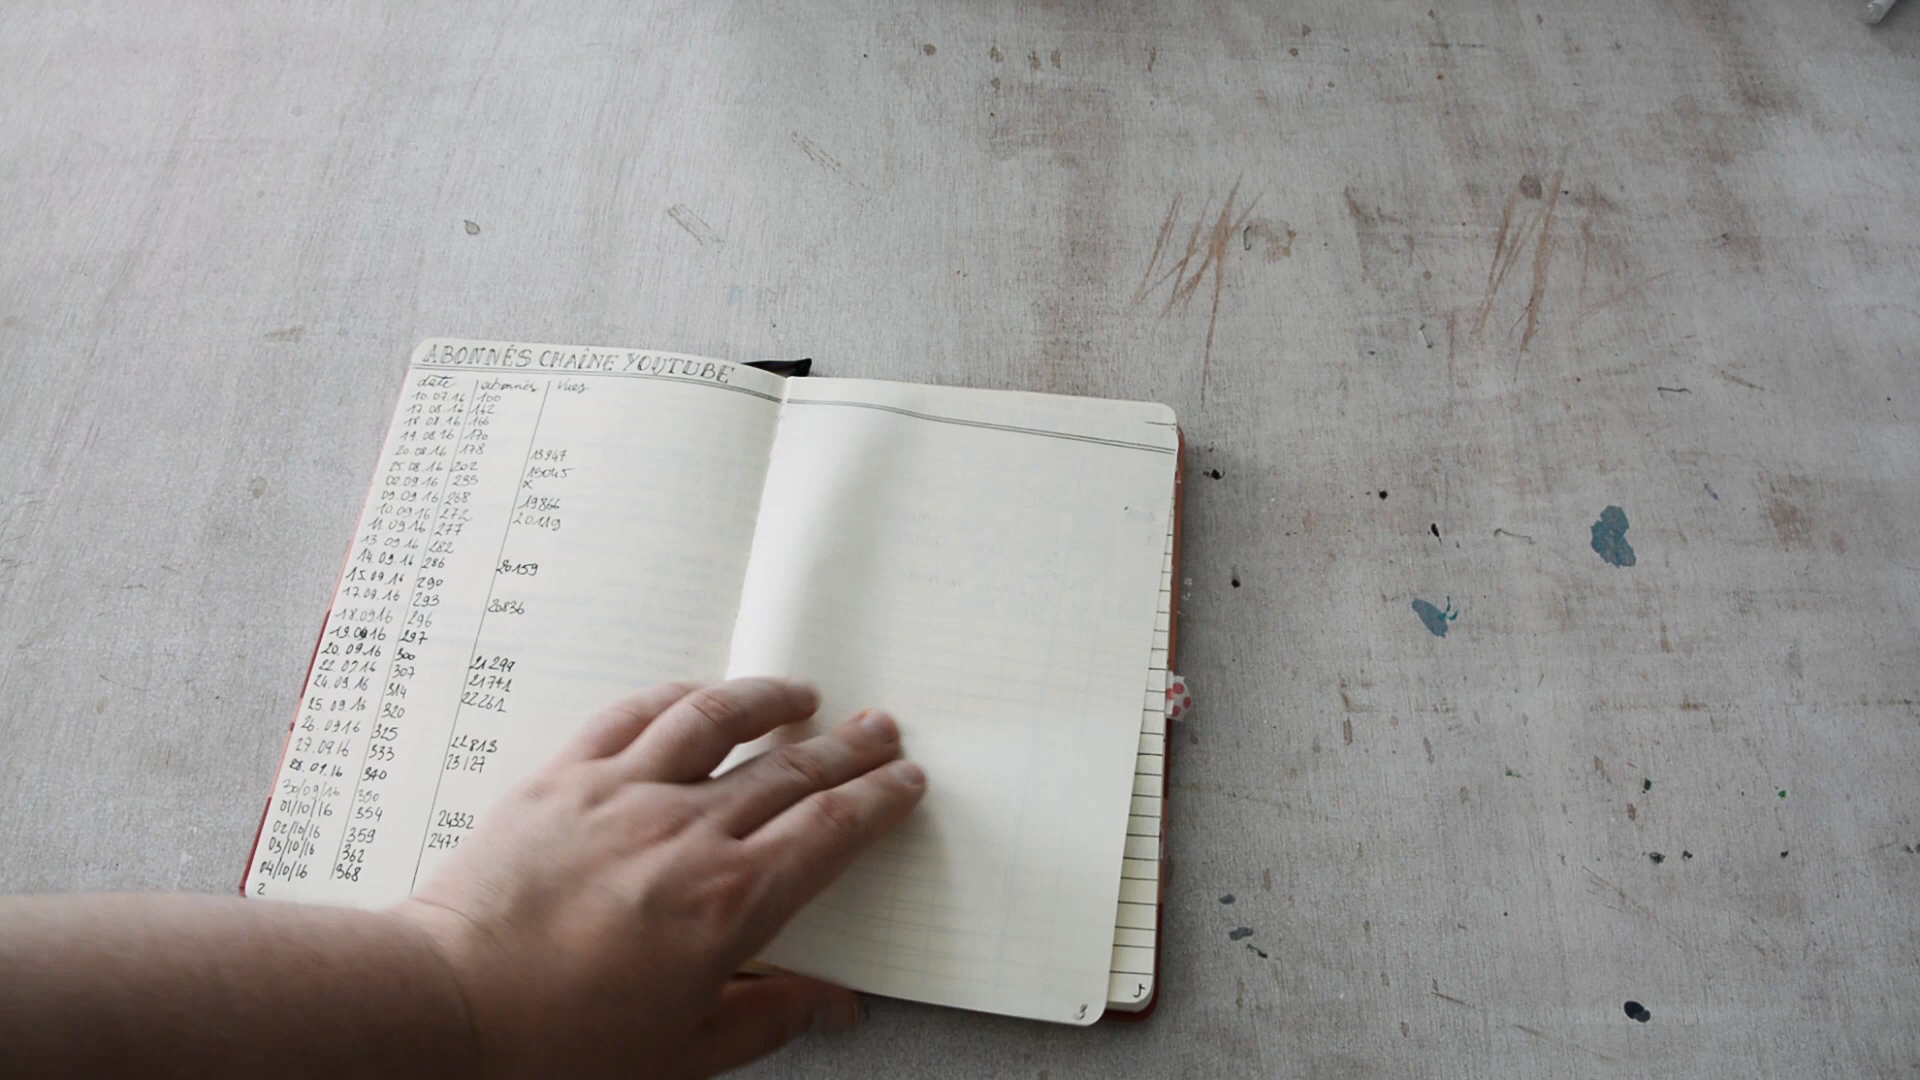 ABONNÉS CHAÎNE YOUTUBE
date abonnés vues
10.07.16 100
17.08.16 142
18.08.16 166
19.08.16 170
20.08.16 178 13947
25.08.16 202 15045
02.09.16 235 x
09.09.16 268 19866
10.09.16 272 20119
11.09.16 277
13.09.16 282
14.09.16 286 20159
15.09.16 290
17.09.16 293 20836
18.09.16 296
19.09.16 297
20.09.16 300 21299
22.09.16 307 21741
24.09.16 314 22261
25.09.16 320
26.09.16 325 22813
27.09.16 333 23127
28.09.16 340
30/09/16 350
01/10/16 354 24332
02/10/16 359
03/10/16 362
04/10/16 368
2
3
5